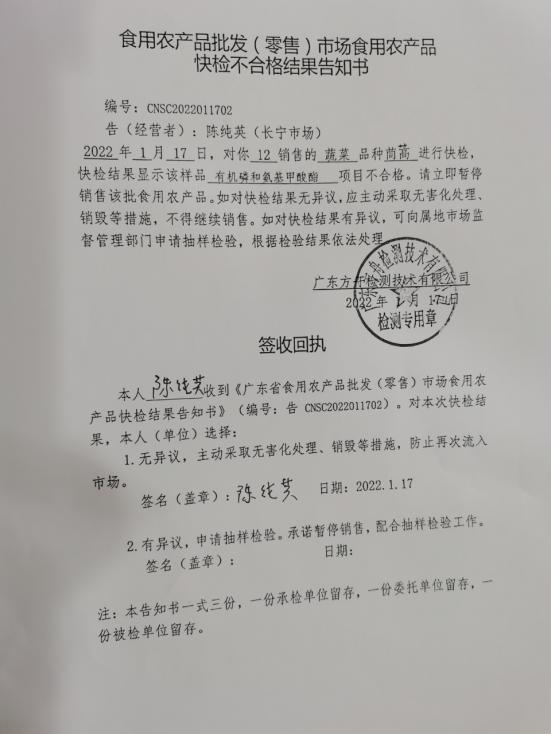 食用农产品批发（零售）市场食用农产品
快检不合格结果告知书
编号：CNSC2022011702
告（经营者）：陈纯英（长宁市场）
2022年1月17日，对你12销售的蔬菜品种茼蒿进行快检，
快检结果显示该样品 有机磷和氨基甲酸酯 项目不合格。请立即暂停
销售该批食用农产品。如对快检结果无异议，应主动采取无害化处理、
销毁等措施，不得继续销售。如对快检结果有异议，可向属地市场监
督管理部门申请抽样检验，根据检验结果依法处理
广东方舟检测技术有限公司
2022年1月17日
检测专用章
签收回执
本人陈纯英收到《广东省食用农产品批发（零售）市场食用农
产品快检结果告知书》（编号：告 CNSC2022011702）。对本次快检结
果，本人（单位）选择：
1.无异议，主动采取无害化处理、销毁等措施，防止再次流入
市场。
签名（盖章）：陈纯英 日期：2022.1.17
2.有异议，申请抽样检验。承诺暂停销售，配合抽样检验工作。
签名（盖章）： 日期：
注：本告知书一式三份，一份承检单位留存，一份委托单位留存，一
份被检单位留存。